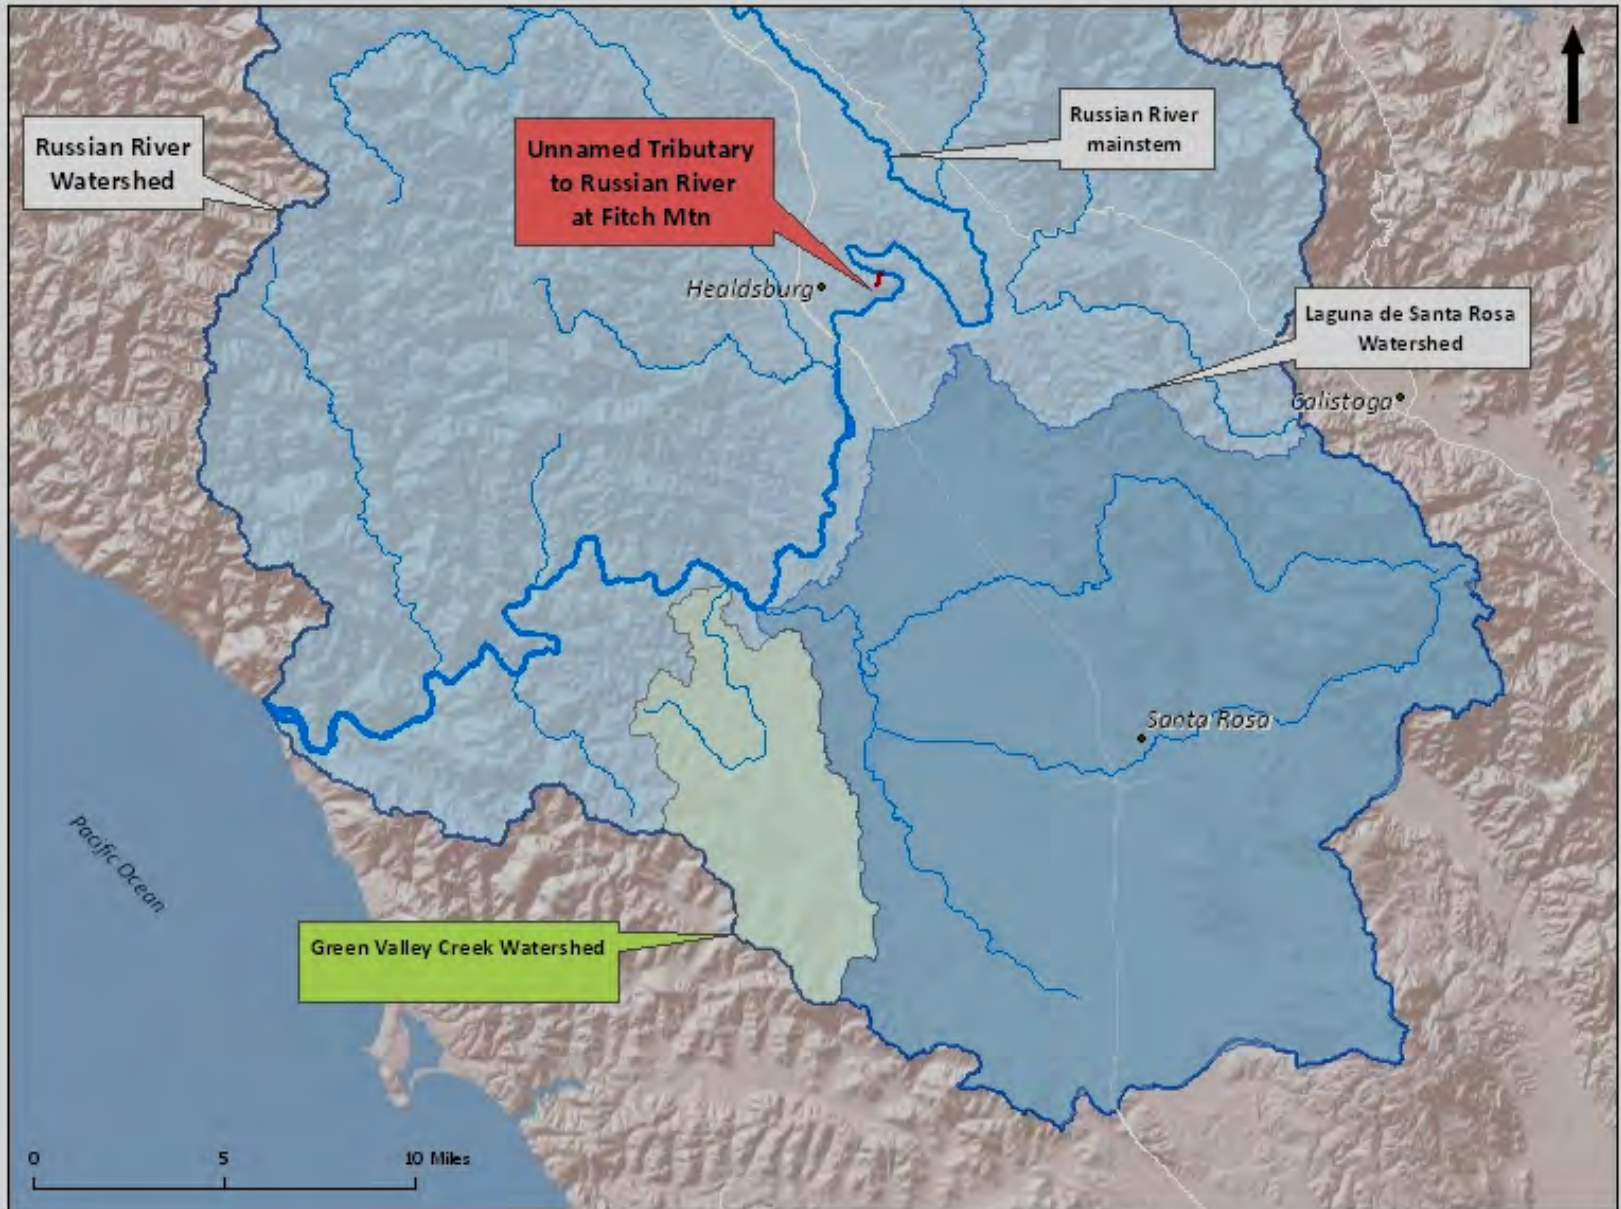 Russian River
mainstem
Russian River
Watershed
Unnamed Tributary
to Russian River
at Fitch Mtn
Healdsburg
Laguna de Santa Rosa
Watershed
Calistoga
Santa Rosa
Pacific Ocean
Green Valley Creek Watershed
0 5 10 Miles